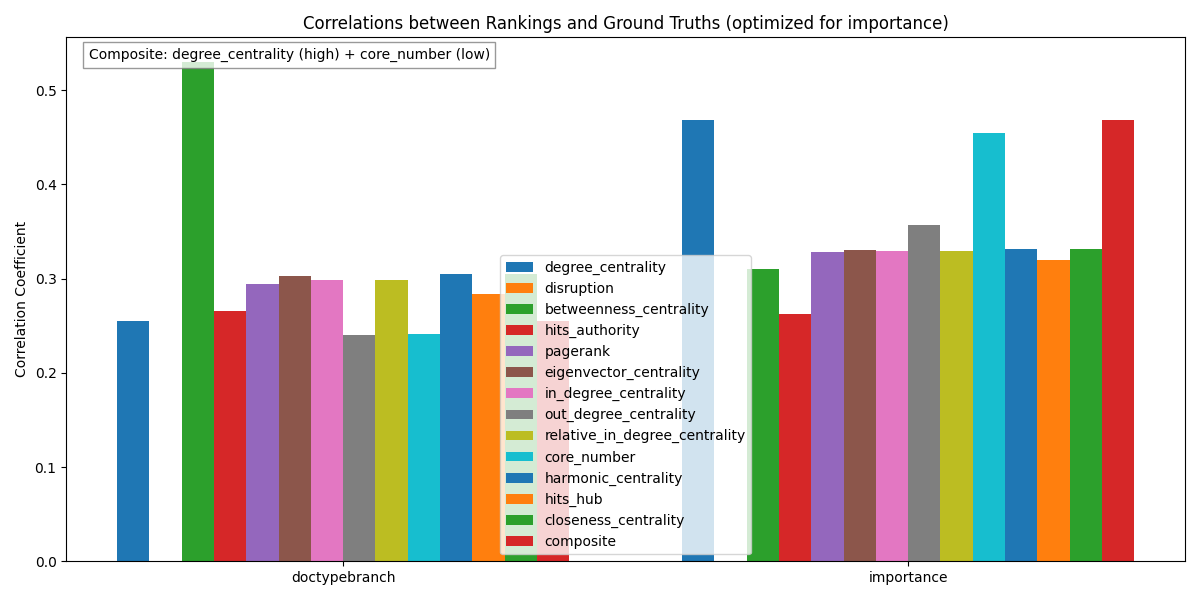 Correlations between Rankings and Ground Truths (optimized for importance)
Composite: degree_centrality (high) + core_number (low)
Correlation Coefficient
0.5
0.4
0.3
0.2
0.1
0.0
degree_centrality
disruption
betweenness_centrality
hits_authority
pagerank
eigenvector_centrality
in_degree_centrality
out_degree_centrality
relative_in_degree_centrality
core_number
harmonic_centrality
hits_hub
closeness_centrality
composite
doctypebranch
importance